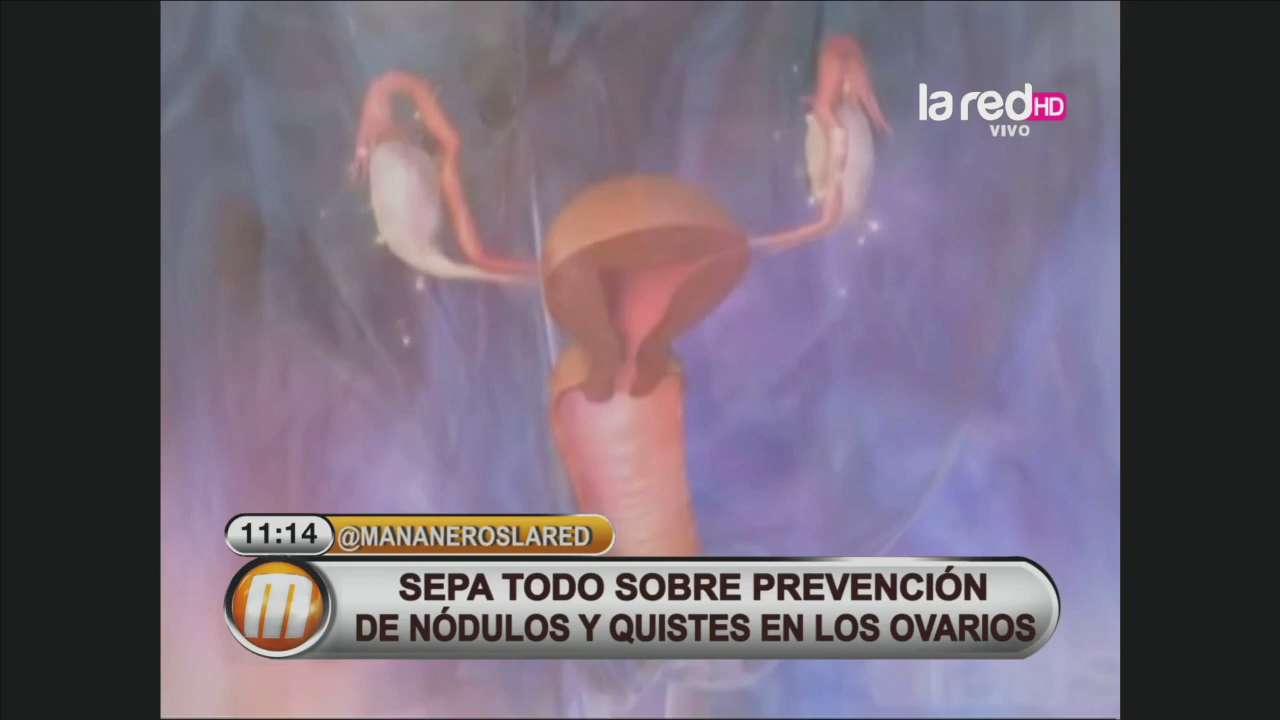 la red HD
VIVO
11:14 @MANANEROSLARED
M
SEPA TODO SOBRE PREVENCIÓN
DE NÓDULOS Y QUISTES EN LOS OVARIOS